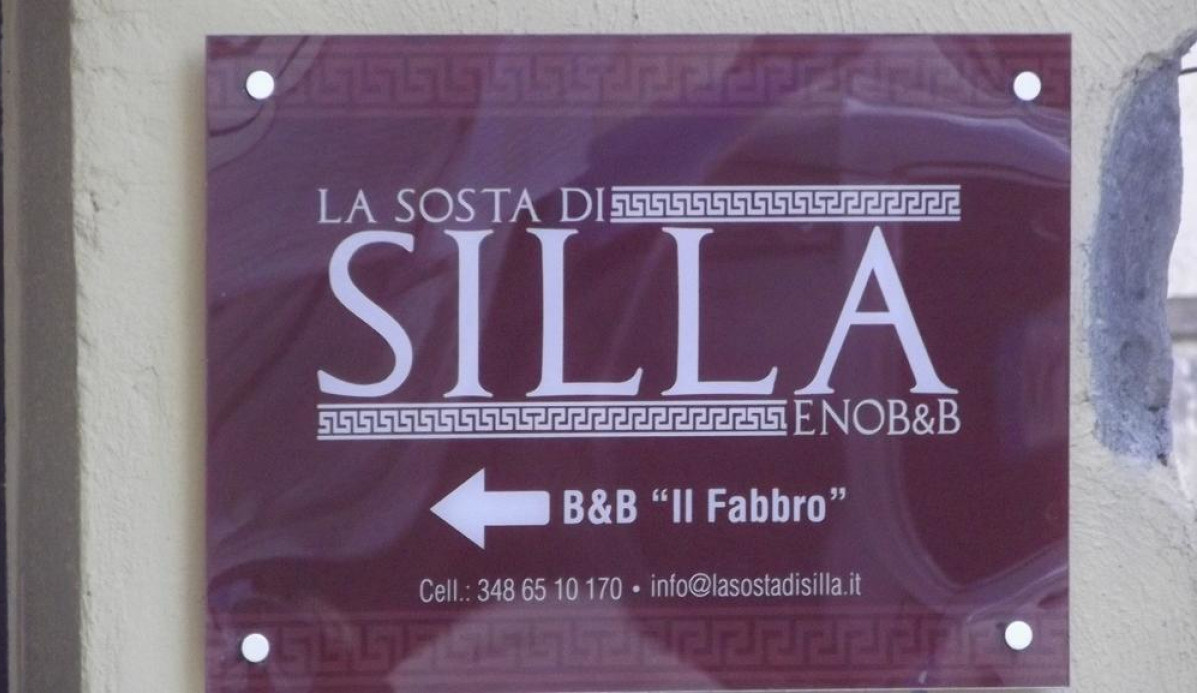 LA SOSTA DI
SILLA
ENOB&B
B&B “Il Fabbro”
Cell.: 348 65 10 170 • info@lasostadisilla.it